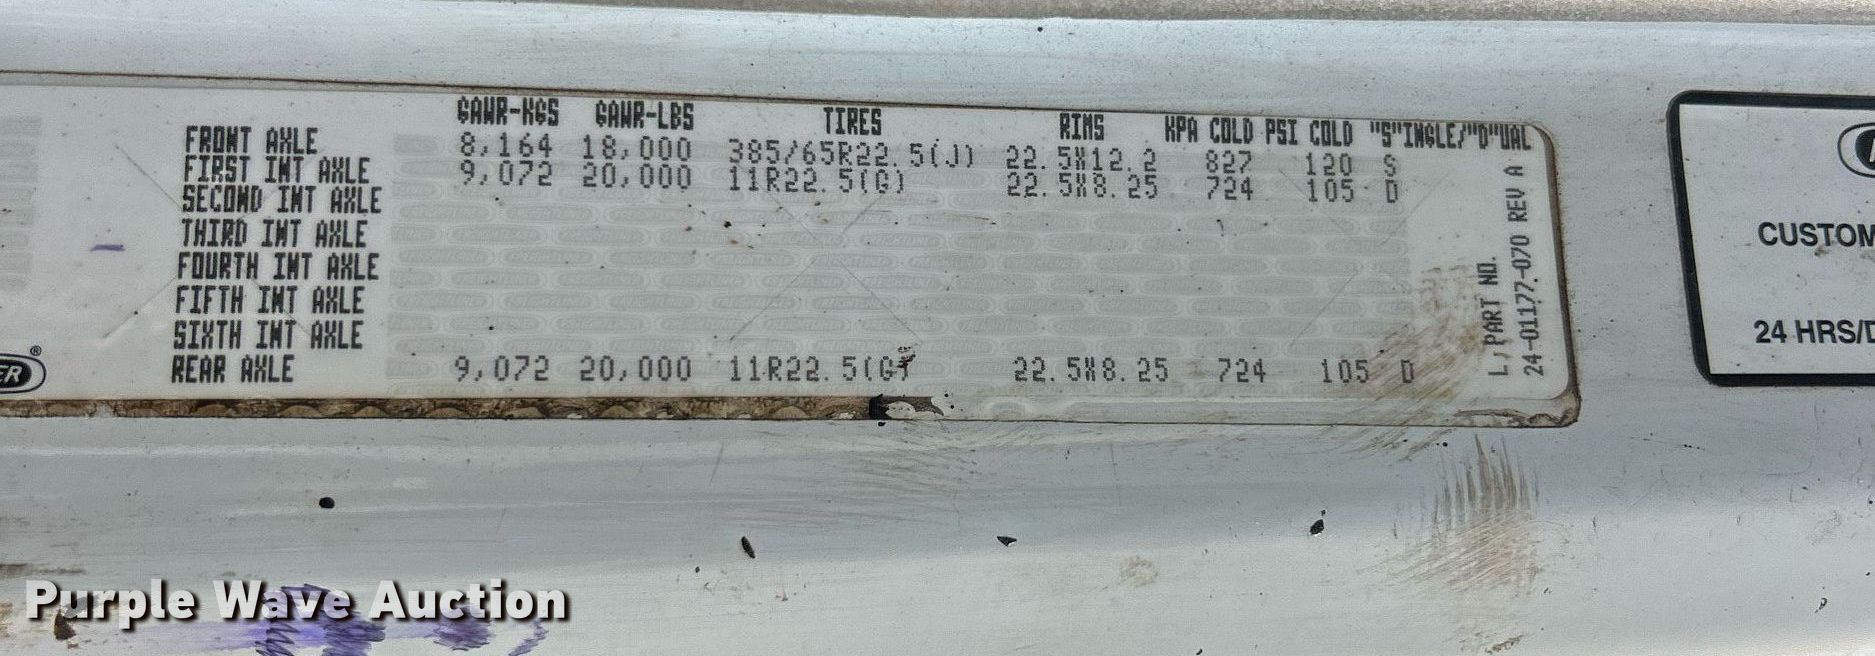 GAWR-KGS GAWR-LBS TIRES RIMS KPA COLD PSI COLD "S"INGLE/"D"UAL
FRONT AXLE 8,164 18,000 385/65R22.5(J) 22.5X12.2 827 120 S
FIRST INT AXLE 9,072 20,000 11R22.5(G) 22.5X8.25 724 105 D
SECOND INT AXLE
THIRD INT AXLE
FOURTH INT AXLE
FIFTH INT AXLE
SIXTH INT AXLE
REAR AXLE 9,072 20,000 11R22.5(G) 22.5X8.25 724 105 D
L, PART NO.
24-01177-070 REV A
ER®
CUSTOM
24 HRS/D
Purple Wave Auction